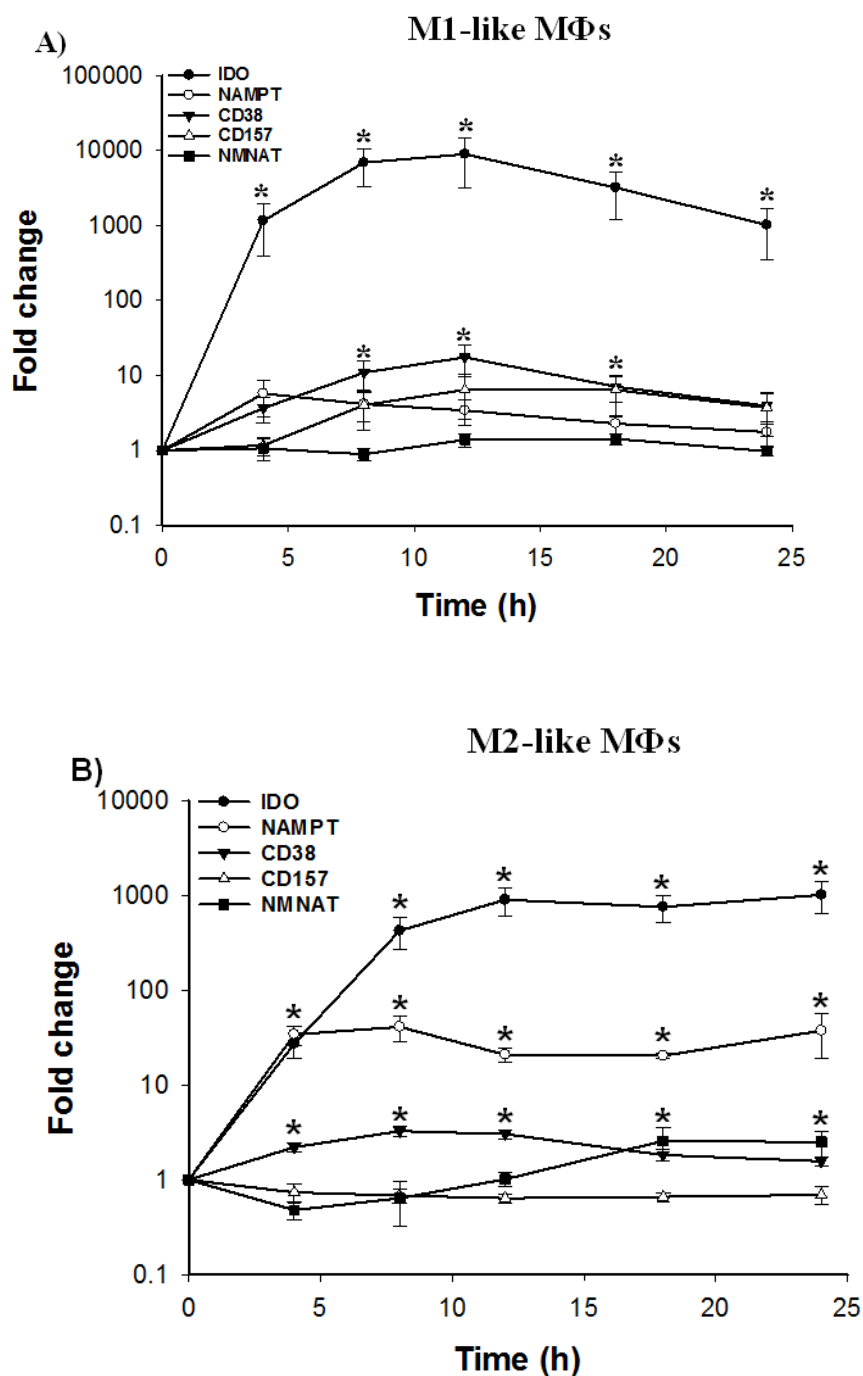 M1-like MΦs
A)
IDO
NAMPT
CD38
CD157
NMNAT
100000
10000
1000
100
10
1
0.1
Fold change
* * * * *
* * *
0 5 10 15 20 25
Time (h)
M2-like MΦs
B)
IDO
NAMPT
CD38
CD157
NMNAT
10000
1000
100
10
1
0.1
Fold change
* * * *
* * * * *
* * * * *
0 5 10 15 20 25
Time (h)